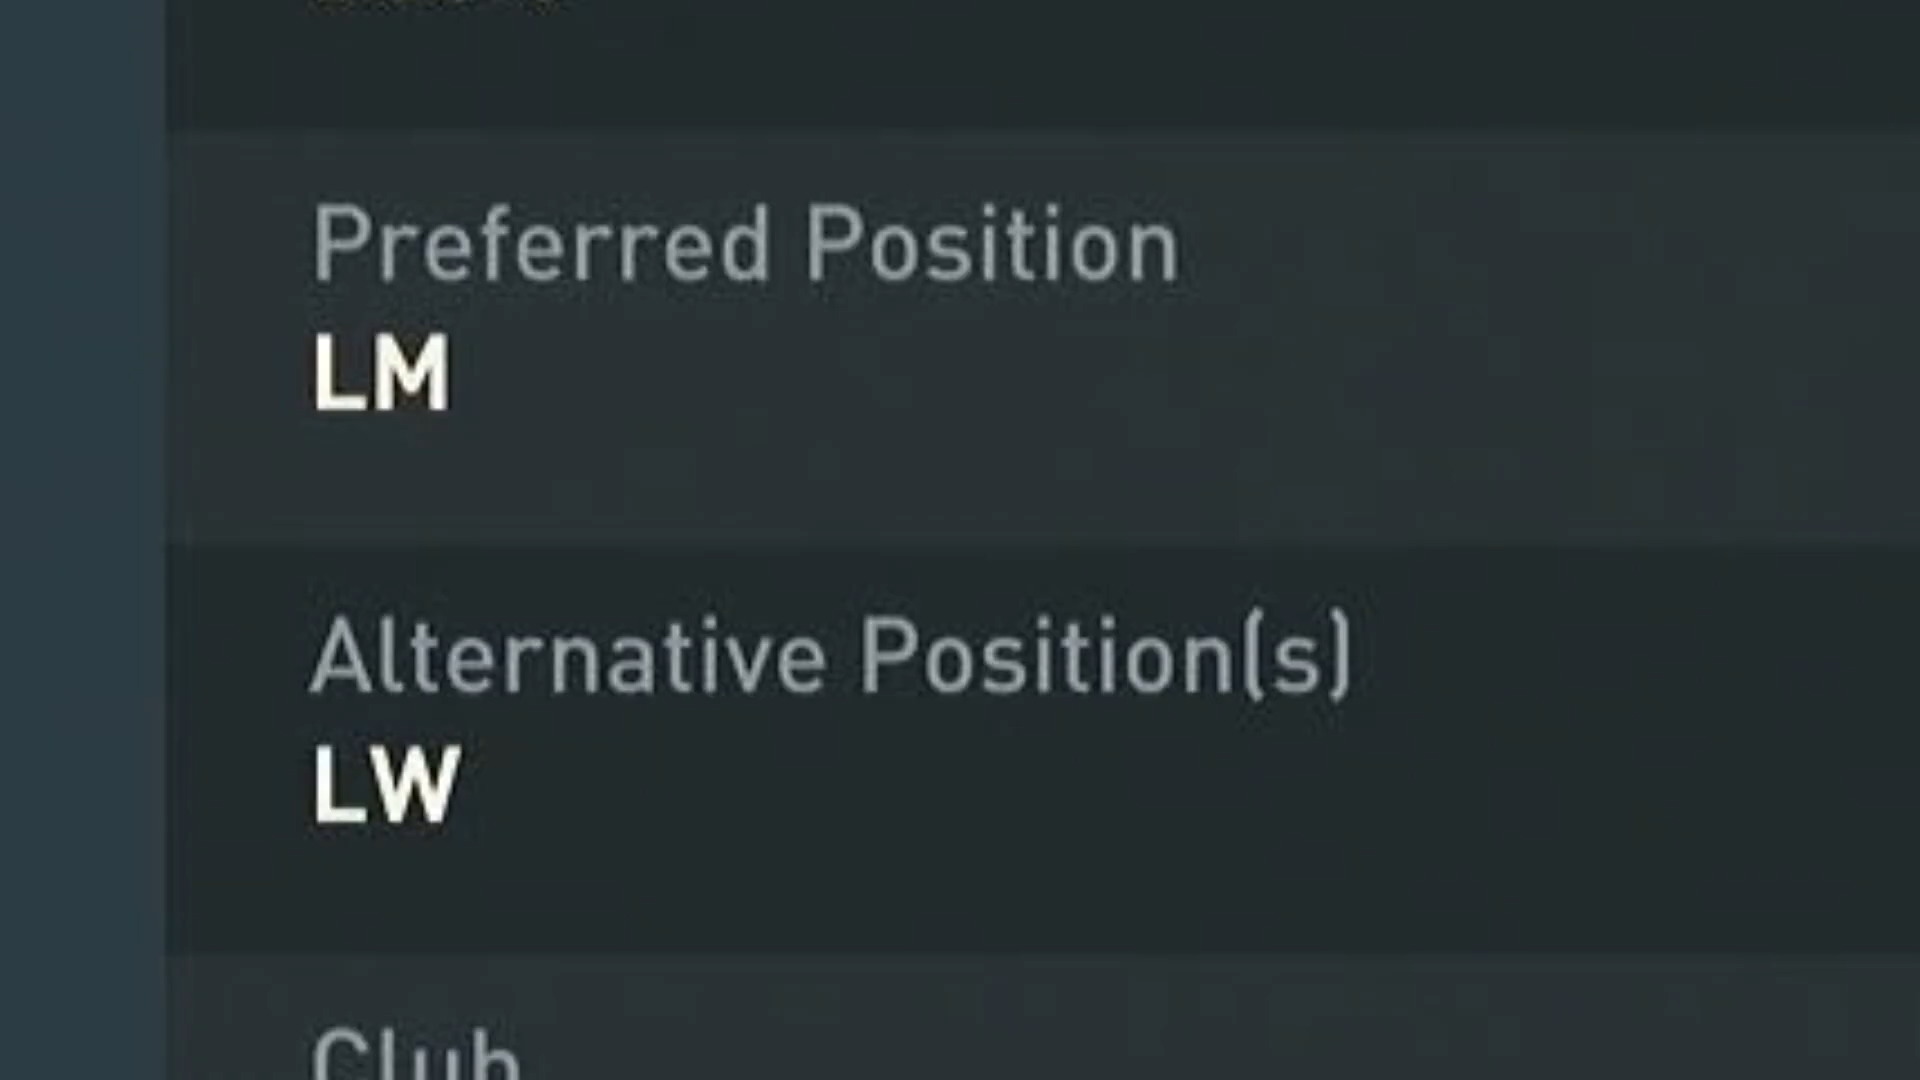 Preferred Position
LM
Alternative Position(s)
LW
Club